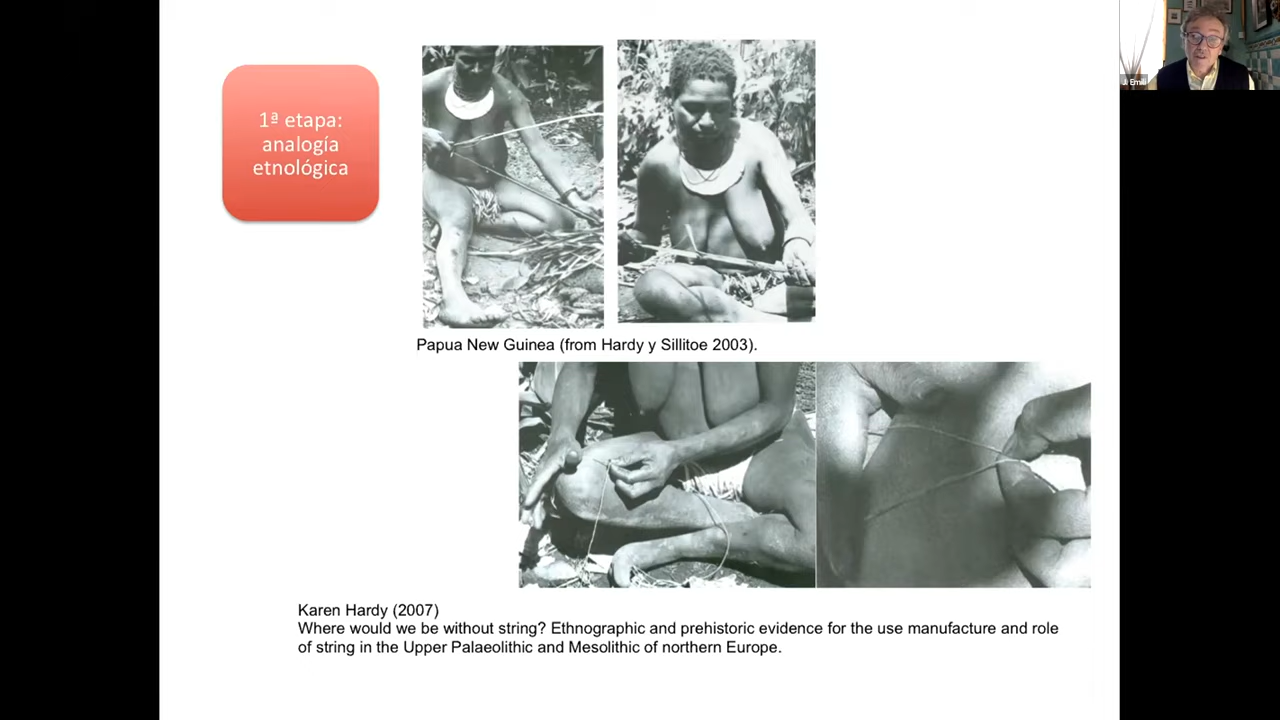 J. Emili
1ª etapa:
analogía
etnológica
Papua New Guinea (from Hardy y Sillitoe 2003).
Karen Hardy (2007)
Where would we be without string? Ethnographic and prehistoric evidence for the use manufacture and role
of string in the Upper Palaeolithic and Mesolithic of northern Europe.